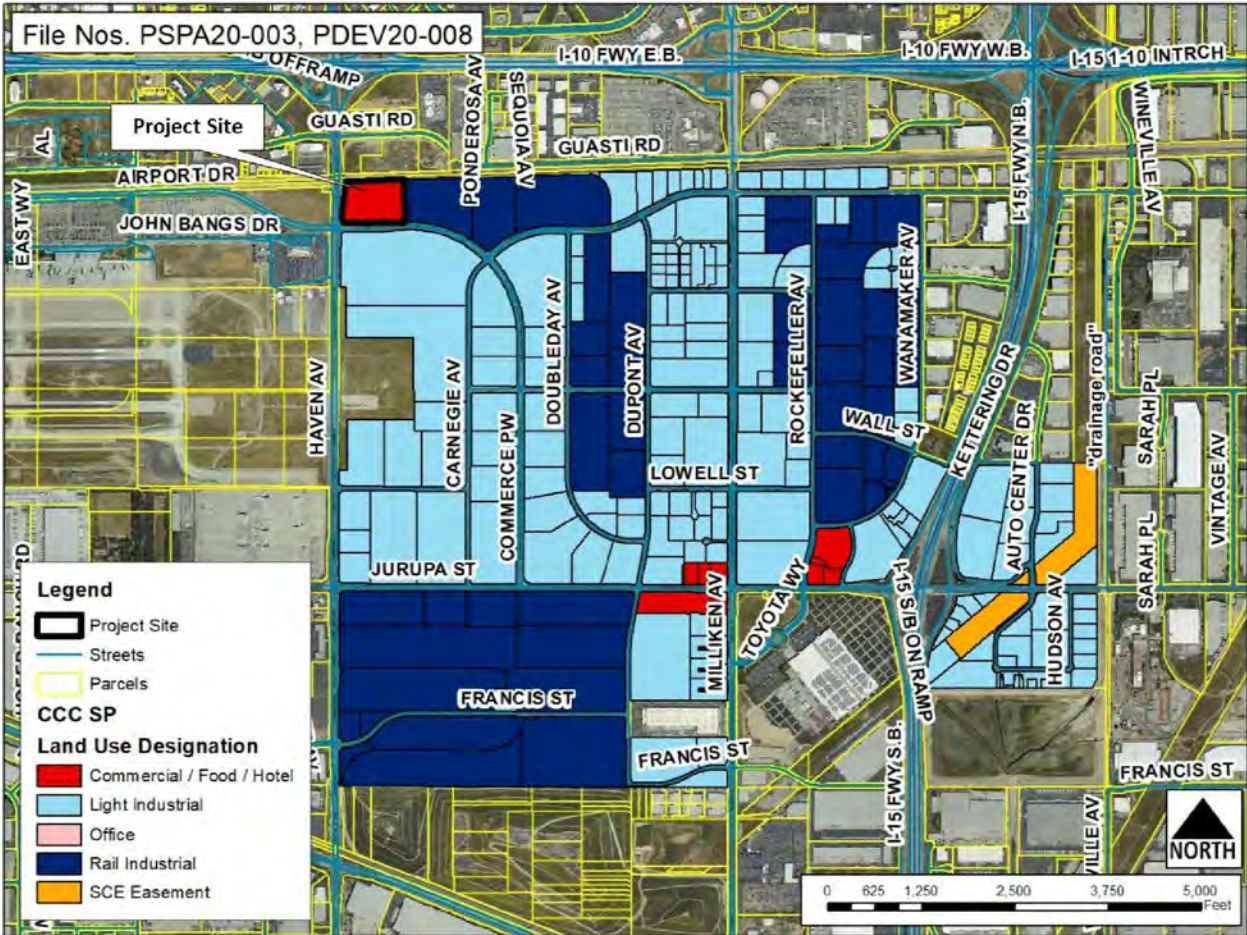 File Nos. PSPA20-003, PDEV20-008
OFFRAMP
I-10 FWY E.B.
I-10 FWY W.B.
I-15 1-10 INTRCH
Project Site
GUASTI RD
PONDEROSA AV
SEQUOIA AV
GUASTI RD
I-15 FWY N.B.
WINEVILLE AV
AL
AIRPORT DR
EAST WY
JOHN BANGS DR
HAVEN AV
CARNEGIE AV
COMMERCE PW
DOUBLEDAY AV
DUPONT AV
ROCKEFELLER AV
WANAMAKER AV
WALL ST
KETTERING DR
AUTO CENTER DR
"drainage road"
SARAH PL
VINTAGE AV
LOWELL ST
SARAH PL
JURUPA ST
MILLIKEN AV
TOYOTA WY
I-15 S/B ON RAMP
HUDSON AV
FRANCIS ST
FRANCIS ST
I-15 FWY S.B.
FRANCIS ST
VILLE AV
Legend
Project Site
Streets
Parcels
CCC SP
Land Use Designation
Commercial / Food / Hotel
Light Industrial
Office
Rail Industrial
SCE Easement
NORTH
0 625 1,250 2,500 3,750 5,000
Feet